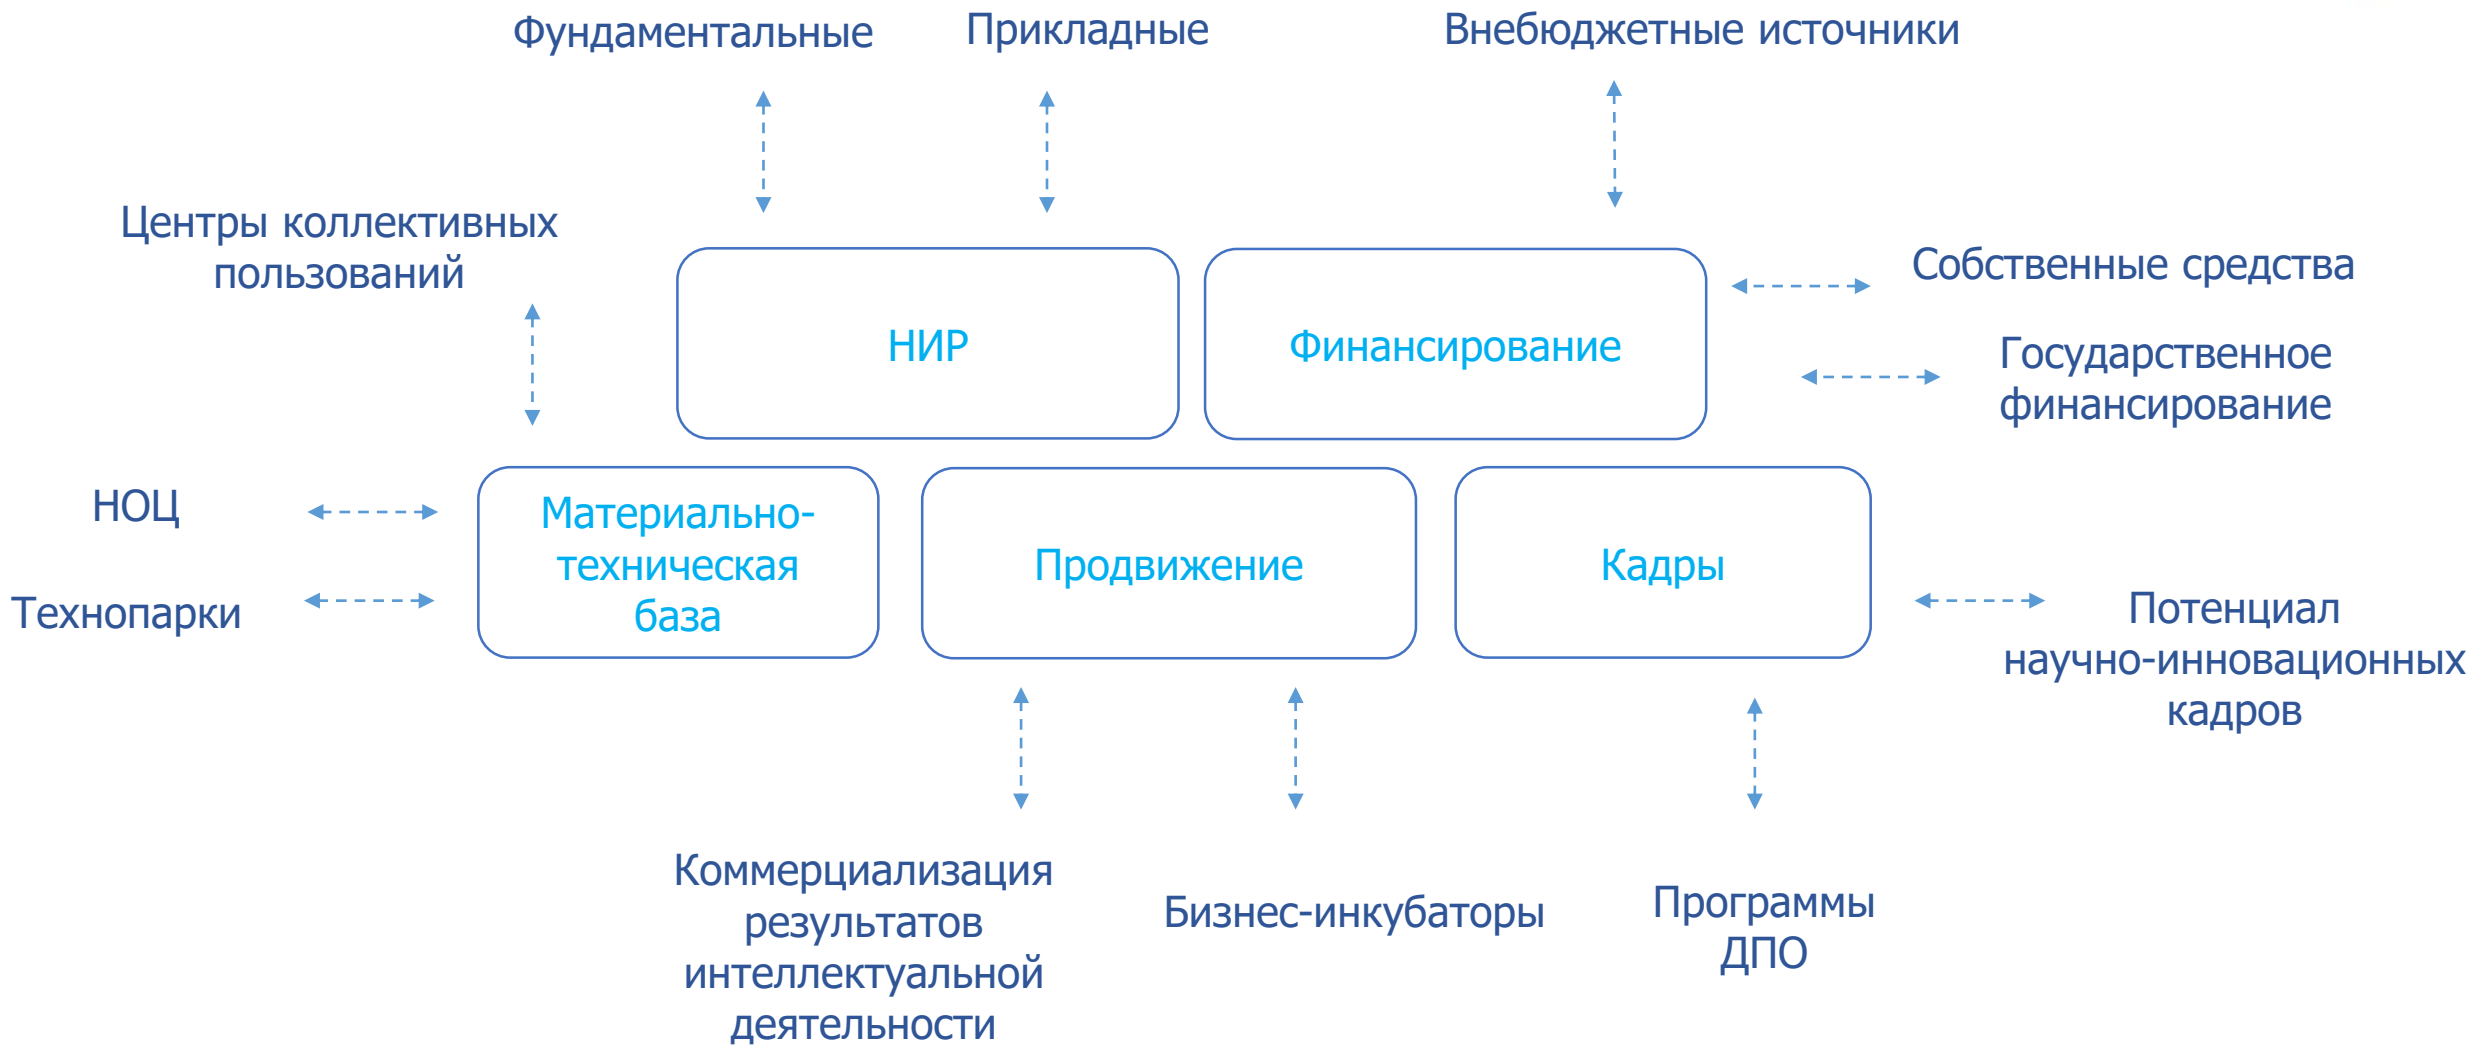 Фундаментальные
Прикладные
Внебюджетные источники
Центры коллективных
пользований
Собственные средства
НИР
Финансирование
Государственное
финансирование
НОЦ
Технопарки
Материально-
техническая
база
Продвижение
Кадры
Потенциал
научно-инновационных
кадров
Коммерциализация
результатов
интеллектуальной
деятельности
Бизнес-инкубаторы
Программы
ДПО